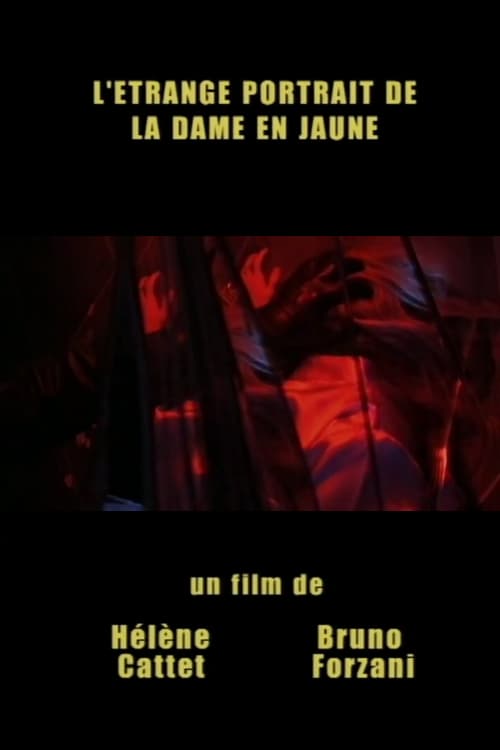 L'ETRANGE PORTRAIT DE
LA DAME EN JAUNE
un film de
Hélène Cattet
Bruno Forzani